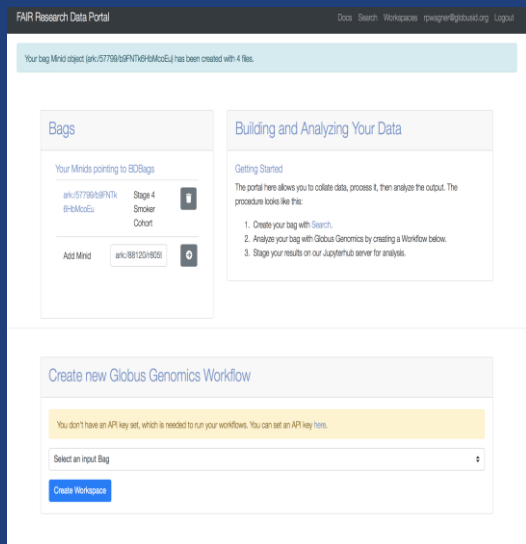 FAIR Research Data Portal
Docs Search Workspaces rpwagner@globusid.org Logout
Your bag Minid object (ark:/57799/b9FNTk6HbMcoEu) has been created with 4 files.
Bags
Your Minids pointing to BDBags
ark:/57799/b9FNTk
6HbMcoEu
Stage 4
Smoker
Cohort
Add Minid
ark:/88120/r805t
Building and Analyzing Your Data
Getting Started
The portal here allows you to collate data, process it, then analyze the output. The
procedure looks like this:
1. Create your bag with Search.
2. Analyze your bag with Globus Genomics by creating a Workflow below.
3. Stage your results on our Jupyterhub server for analysis.
Create new Globus Genomics Workflow
You don't have an API key set, which is needed to run your workflows. You can set an API key here.
Select an input Bag
Create Workspace